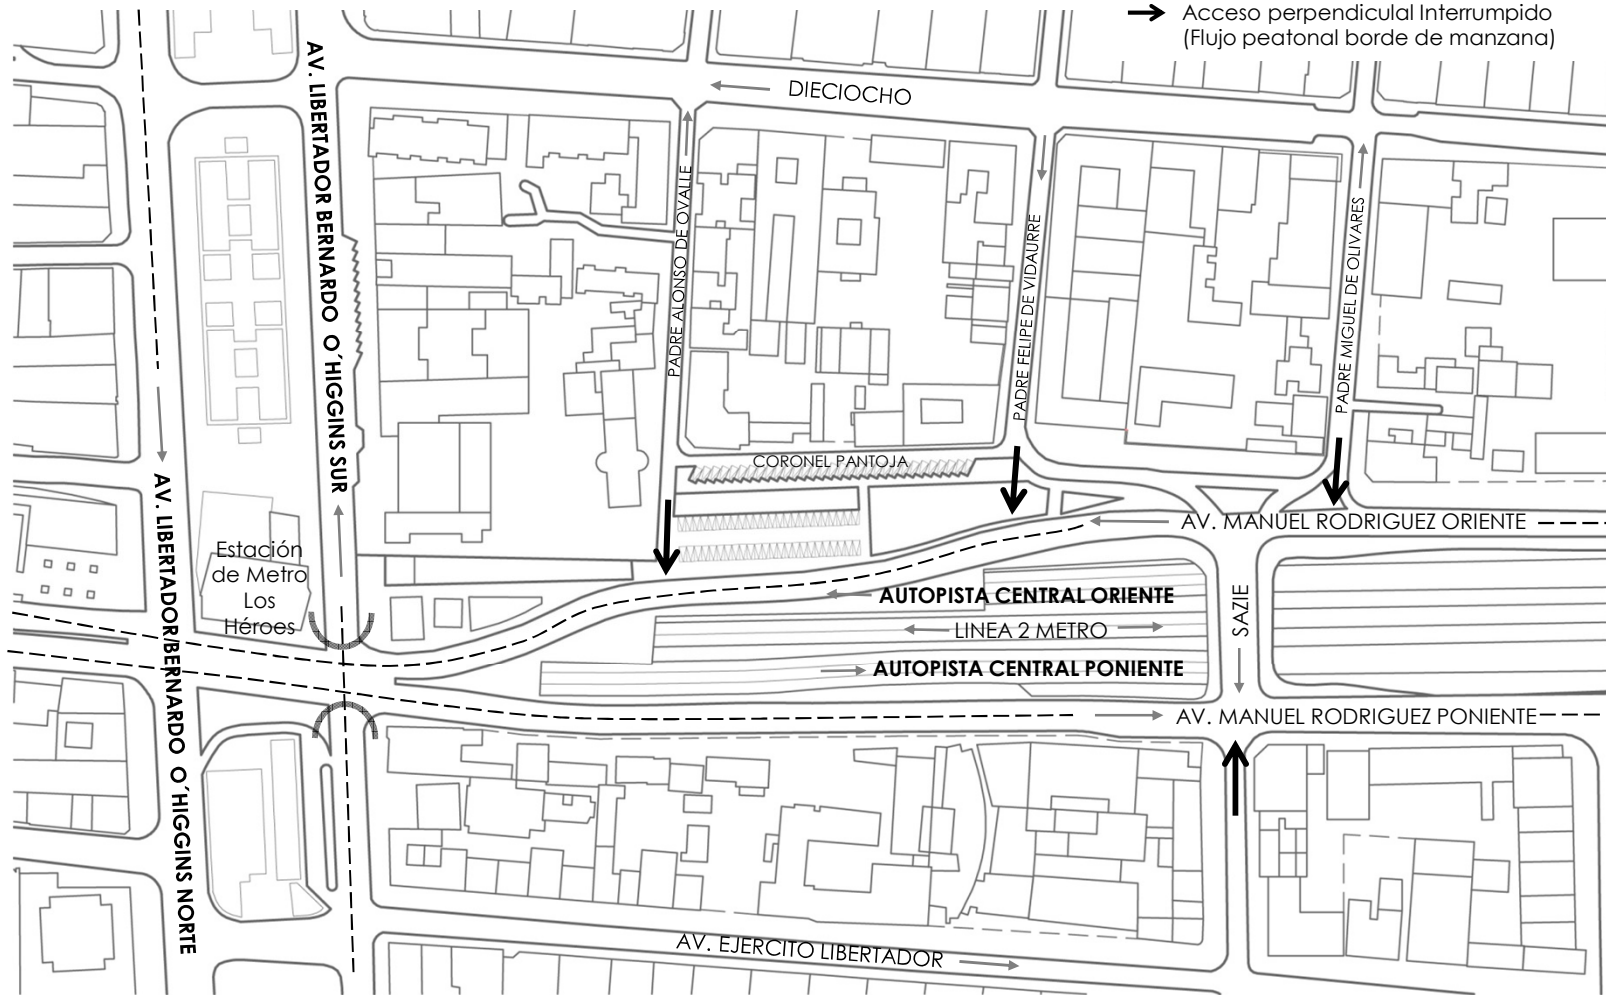 Acceso perpendiculal Interrumpido
(Flujo peatonal borde de manzana)
DIECIOCHO
AV. LIBERTADOR BERNARDO O´HIGGINS SUR
PADRE ALONSO DE OVALLE
PADRE FELIPE DE VIDAURRE
PADRE MIGUEL DE OLIVARES
CORONEL PANTOJA
AV. MANUEL RODRIGUEZ ORIENTE
Estación
de Metro
Los
Héroes
AUTOPISTA CENTRAL ORIENTE
LINEA 2 METRO
AUTOPISTA CENTRAL PONIENTE
SAZIE
AV. MANUEL RODRIGUEZ PONIENTE
AV. LIBERTADOR/BERNARDO O´HIGGINS NORTE
AV. EJERCITO LIBERTADOR